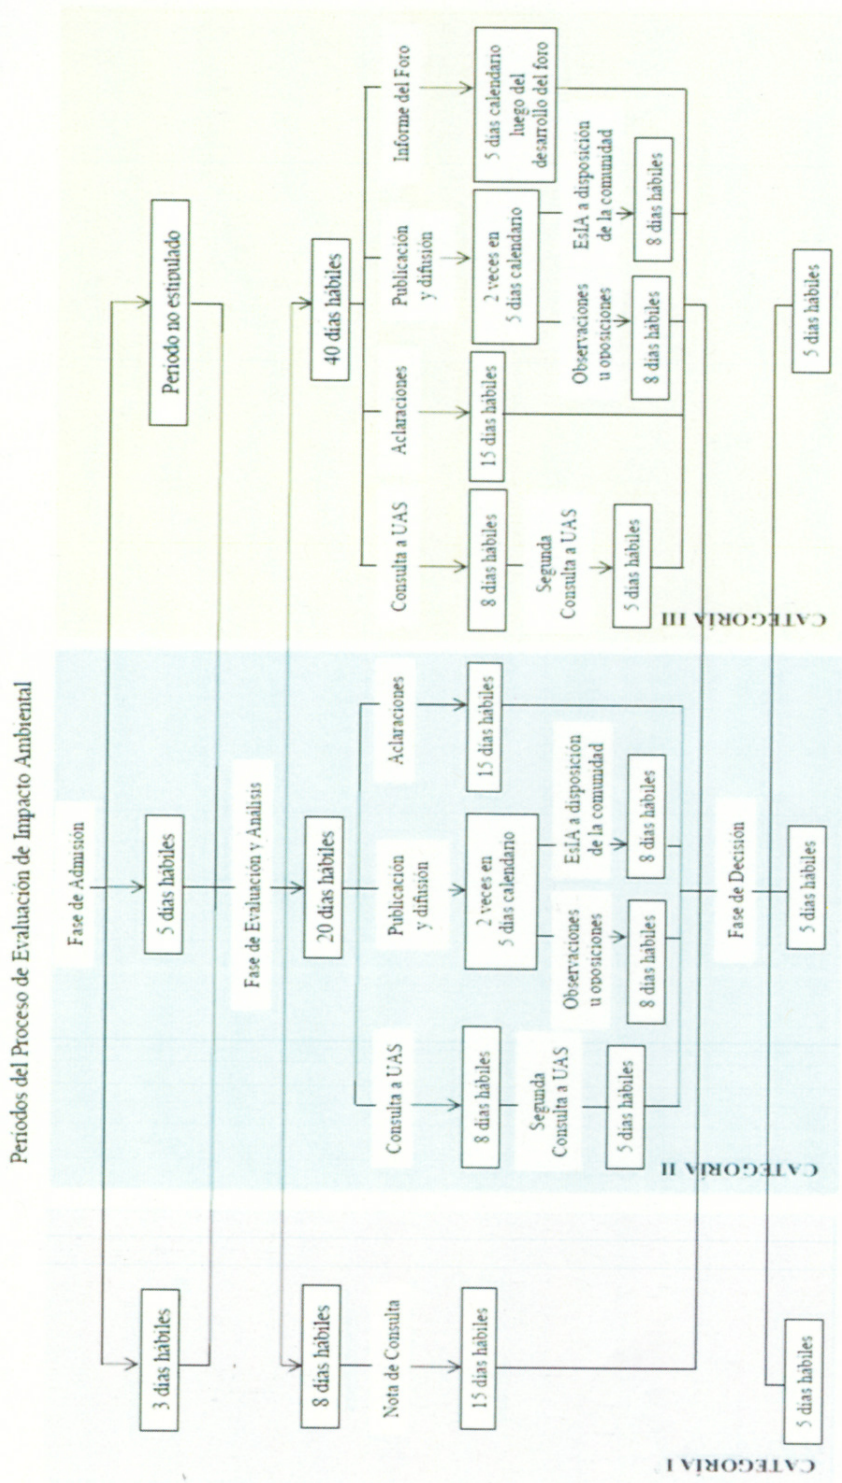 Períodos del Proceso de Evaluación de Impacto Ambiental
Fase de Admisión
3 días hábiles
5 días hábiles
Período no estipulado
Fase de Evaluación y Análisis
8 días hábiles
20 días hábiles
40 días hábiles
Nota de Consulta
15 días hábiles
Consulta a UAS
8 días hábiles
Segunda
Consulta a UAS
5 días hábiles
Publicación
y difusión
2 veces en
5 días calendario
Observaciones
u oposiciones
8 días hábiles
EsIA a disposición
de la comunidad
8 días hábiles
Aclaraciones
15 días hábiles
Consulta a UAS
8 días hábiles
Segunda
Consulta a UAS
5 días hábiles
Aclaraciones
15 días hábiles
Publicación
y difusión
2 veces en
5 días calendario
Observaciones
u oposiciones
8 días hábiles
EsIA a disposición
de la comunidad
8 días hábiles
Informe del Foro
5 días calendario
luego del
desarrollo del foro
Fase de Decisión
5 días hábiles
5 días hábiles
5 días hábiles
CATEGORÍA I
CATEGORÍA II
CATEGORÍA III